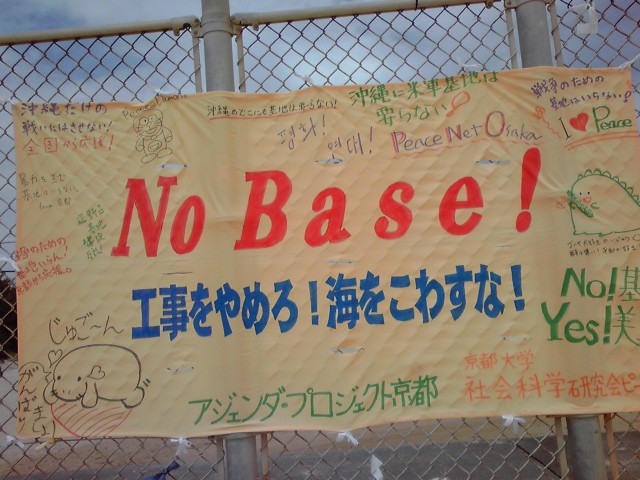 沖縄だけの
戦いにはさせない!
全国から応援!
沖縄のどこにも基地は要らない!
평화! 연대!
沖縄に米軍基地は
要らない
Peace Net Osaka
戦争のための
基地はいらない!
I ♥ Peace
No Base!
工事をやめろ!海をこわすな!
じゅご〜ん
がんばりましょう
No!基
Yes!美
アジェンダ・プロジェクト京都
京都大学
社会科学研究会ピ